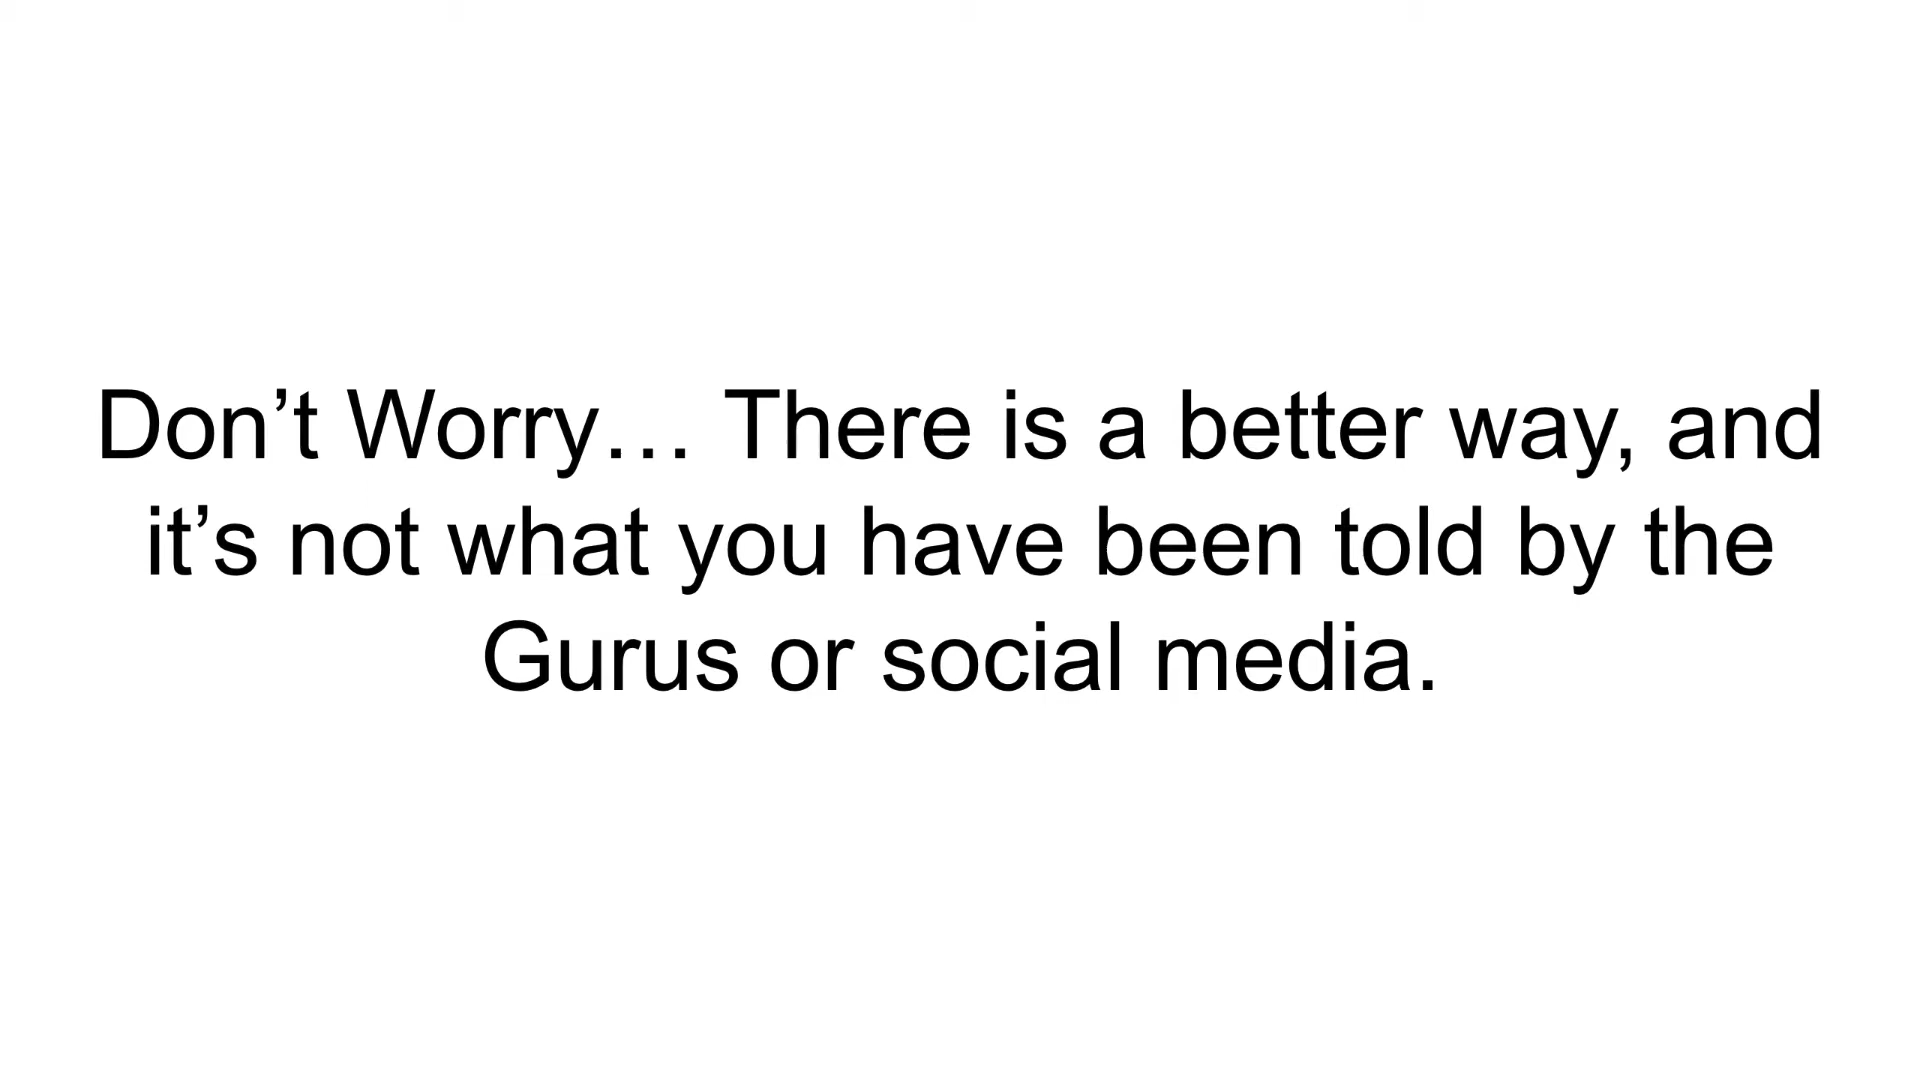 Don’t Worry… There is a better way, and
it’s not what you have been told by the
Gurus or social media.